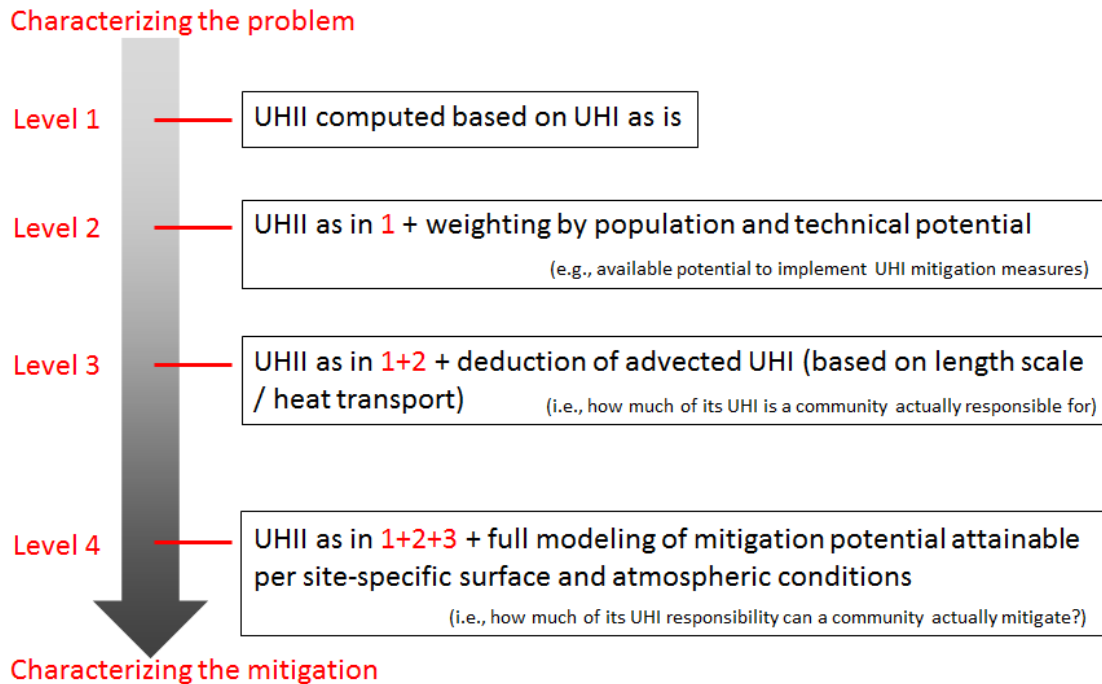 Characterizing the problem
Level 1
UHII computed based on UHI as is
Level 2
UHII as in 1 + weighting by population and technical potential
(e.g., available potential to implement UHI mitigation measures)
Level 3
UHII as in 1+2 + deduction of advected UHI (based on length scale
/ heat transport)
(i.e., how much of its UHI is a community actually responsible for)
Level 4
UHII as in 1+2+3 + full modeling of mitigation potential attainable
per site-specific surface and atmospheric conditions
(i.e., how much of its UHI responsibility can a community actually mitigate?)
Characterizing the mitigation